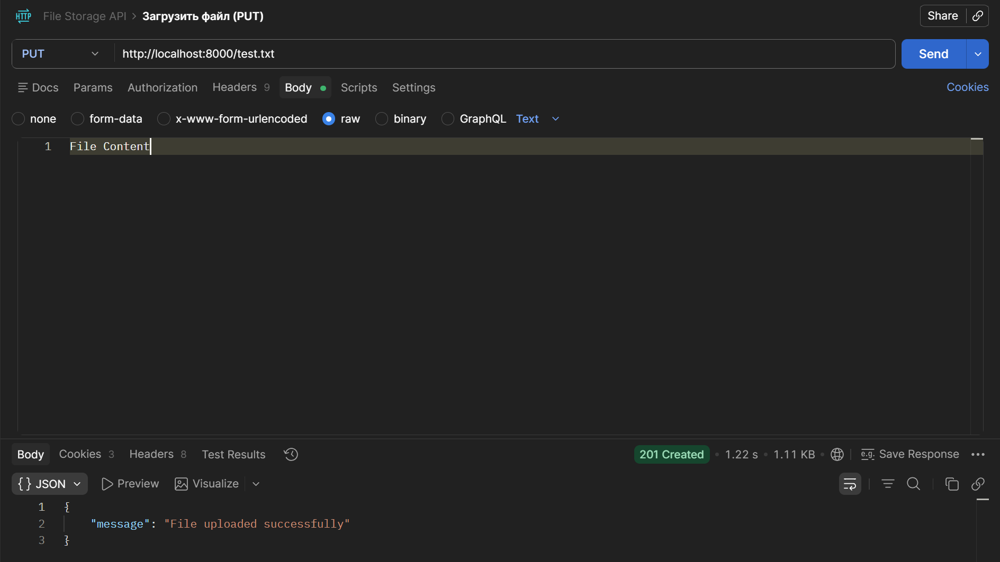 HTTP File Storage API > Загрузить файл (PUT) Share
PUT http://localhost:8000/test.txt Send
Docs Params Authorization Headers 9 Body Scripts Settings Cookies
none form-data x-www-form-urlencoded raw binary GraphQL Text
1 File Content
Body Cookies 3 Headers 8 Test Results 201 Created • 1.22 s • 1.11 KB • e.g. Save Response
{} JSON Preview Visualize
1 {
2 "message": "File uploaded successfully"
3 }